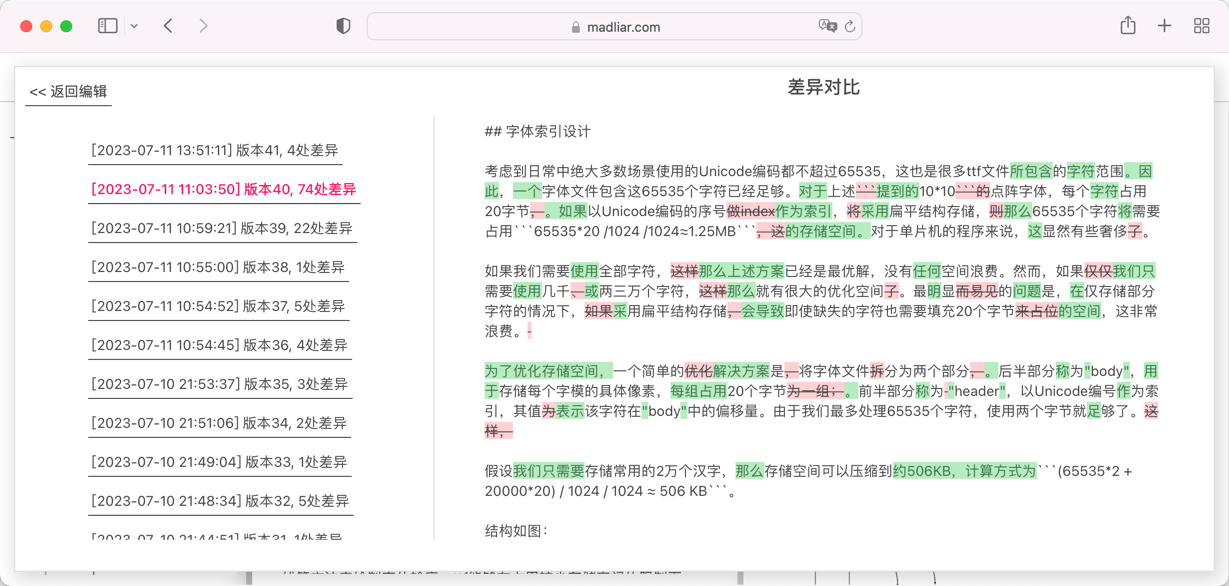 madliar.com
<< 返回编辑
差异对比
[2023-07-11 13:51:11] 版本41, 4处差异
[2023-07-11 11:03:50] 版本40, 74处差异
[2023-07-11 10:59:21] 版本39, 22处差异
[2023-07-11 10:55:00] 版本38, 1处差异
[2023-07-11 10:54:52] 版本37, 5处差异
[2023-07-11 10:54:45] 版本36, 4处差异
[2023-07-10 21:53:37] 版本35, 3处差异
[2023-07-10 21:51:06] 版本34, 2处差异
[2023-07-10 21:49:04] 版本33, 1处差异
[2023-07-10 21:48:34] 版本32, 5处差异
[2023-07-10 21:44:51] 版本31, 1处差异
## 字体索引设计
考虑到日常中绝大多数场景使用的Unicode编码都不超过65535，这也是很多ttf文件所包含的字符范围。因
此，一个字体文件包含这65535个字符已经足够。对于上述```提到的10*10```的点阵字体，每个字符占用
20字节，。如果以Unicode编码的序号做index作为索引，将采用扁平结构存储，则那么65535个字符将需要
占用```65535*20 /1024 /1024≈1.25MB```，这的存储空间。对于单片机的程序来说，这显然有些奢侈了。
如果我们需要使用全部字符，这样那么上述方案已经是最优解，没有任何空间浪费。然而，如果仅仅我们只
需要使用几千、或两三万个字符，这样那么就有很大的优化空间了。最明显而易见的问题是，在仅存储部分
字符的情况下，如果采用扁平结构存储，会导致即使缺失的字符也需要填充20个字节来占位的空间，这非常
浪费。
为了优化存储空间，一个简单的优化解决方案是，将字体文件拆分为两个部分，。后半部分称为"body"，用
于存储每个字模的具体像素，每组占用20个字节为一组；。前半部分称为"header"，以Unicode编号作为索
引，其值为表示该字符在"body"中的偏移量。由于我们最多处理65535个字符，使用两个字节就足够了。这
样，
假设我们只需要存储常用的2万个汉字，那么存储空间可以压缩到约506KB，计算方式为```(65535*2 +
20000*20) / 1024 / 1024 ≈ 506 KB```。
结构如图：